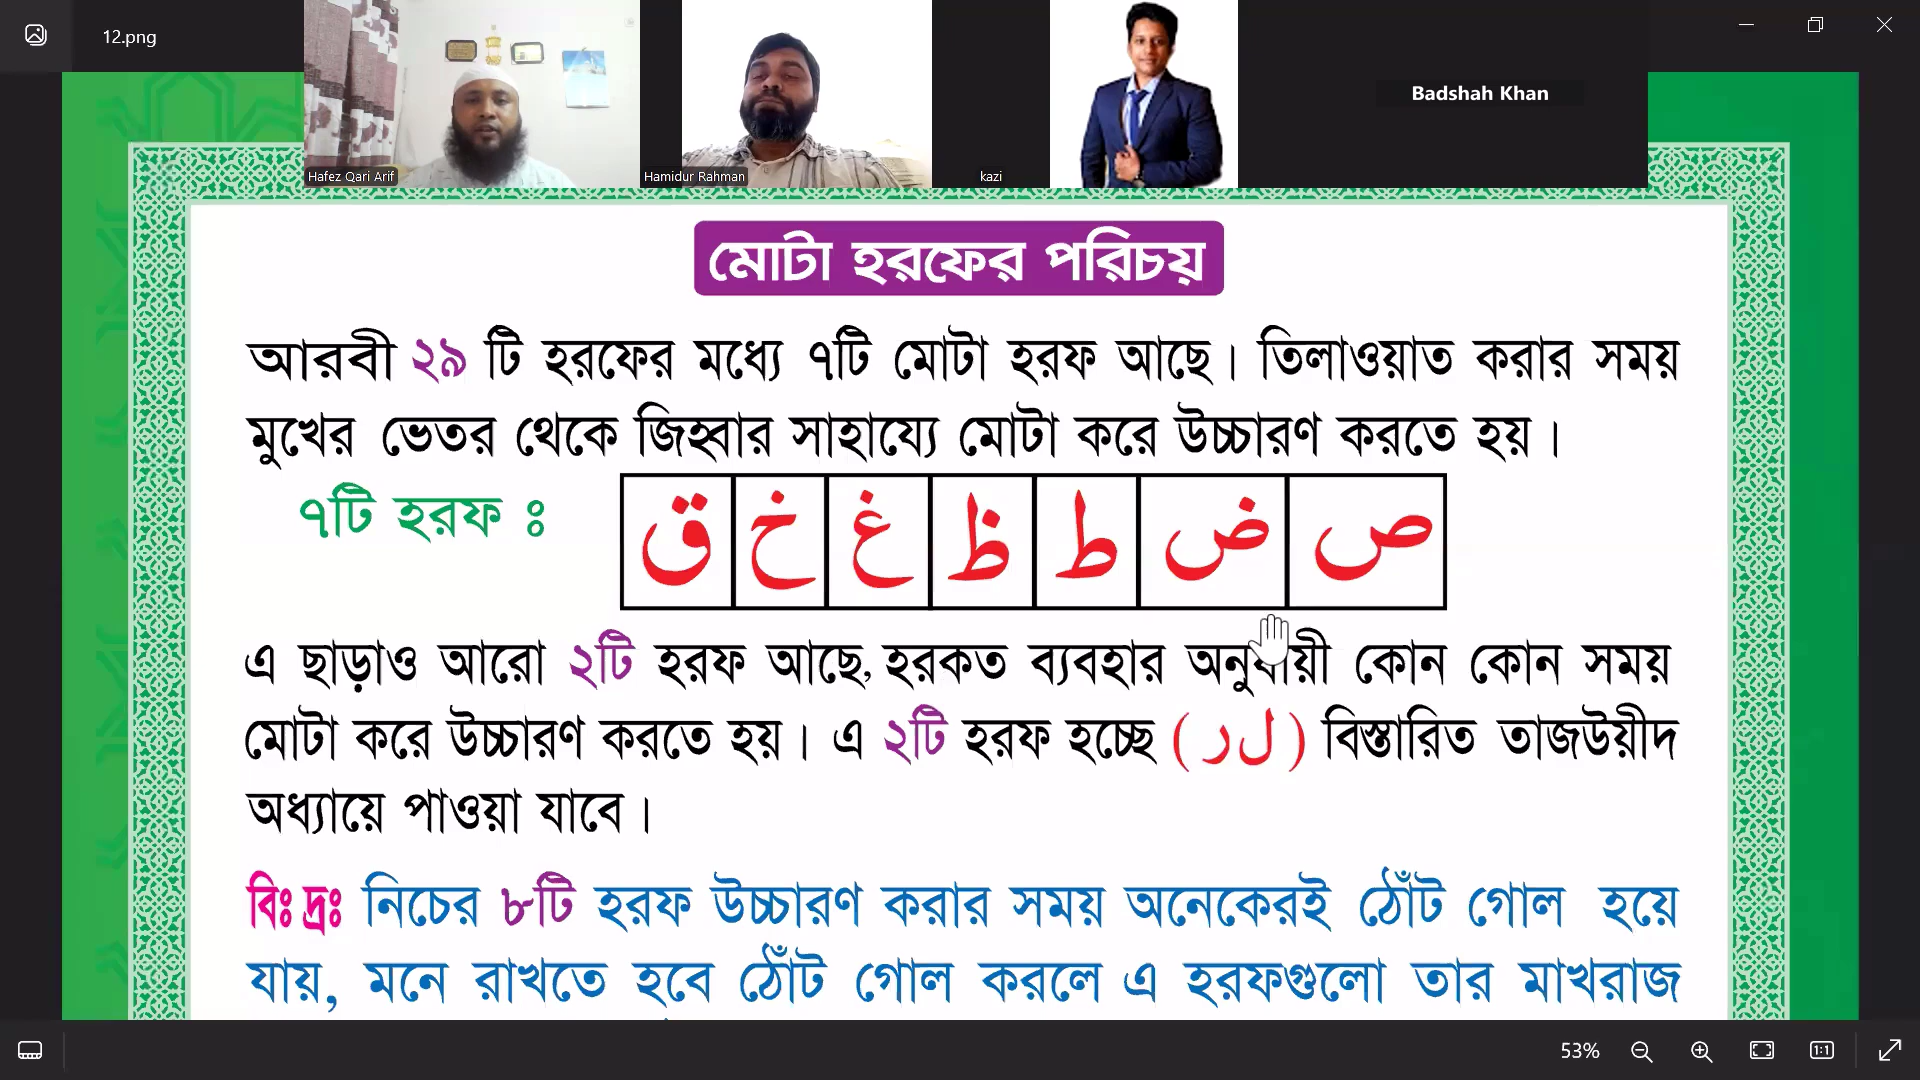 12.png
Hafez Qari Arif
Hamidur Rahman
kazi
Badshah Khan
মোটা হরফের পরিচয়
আরবী ২৯ টি হরফের মধ্যে ৭টি মোটা হরফ আছে। তিলাওয়াত করার সময়
মুখের ভেতর থেকে জিহ্বার সাহায্যে মোটা করে উচ্চারণ করতে হয়।
৭টি হরফ ঃ
ص ض ط ظ غ خ ق
এ ছাড়াও আরো ২টি হরফ আছে, হরকত ব্যবহার অনুযায়ী কোন কোন সময়
মোটা করে উচ্চারণ করতে হয়। এ ২টি হরফ হচ্ছে (ل ر) বিস্তারিত তাজউয়ীদ
অধ্যায়ে পাওয়া যাবে।
বিঃ দ্রঃ নিচের ৮টি হরফ উচ্চারণ করার সময় অনেকেরই ঠোঁট গোল হয়ে
যায়, মনে রাখতে হবে ঠোঁট গোল করলে এ হরফগুলো তার মাখরাজ
53%
1:1